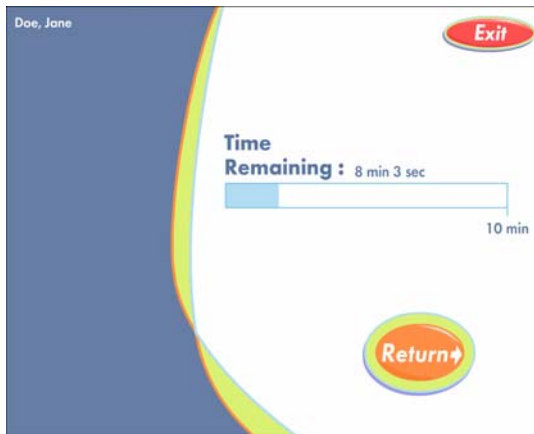 Doe, Jane
Exit
Time
Remaining : 8 min 3 sec
10 min
Return